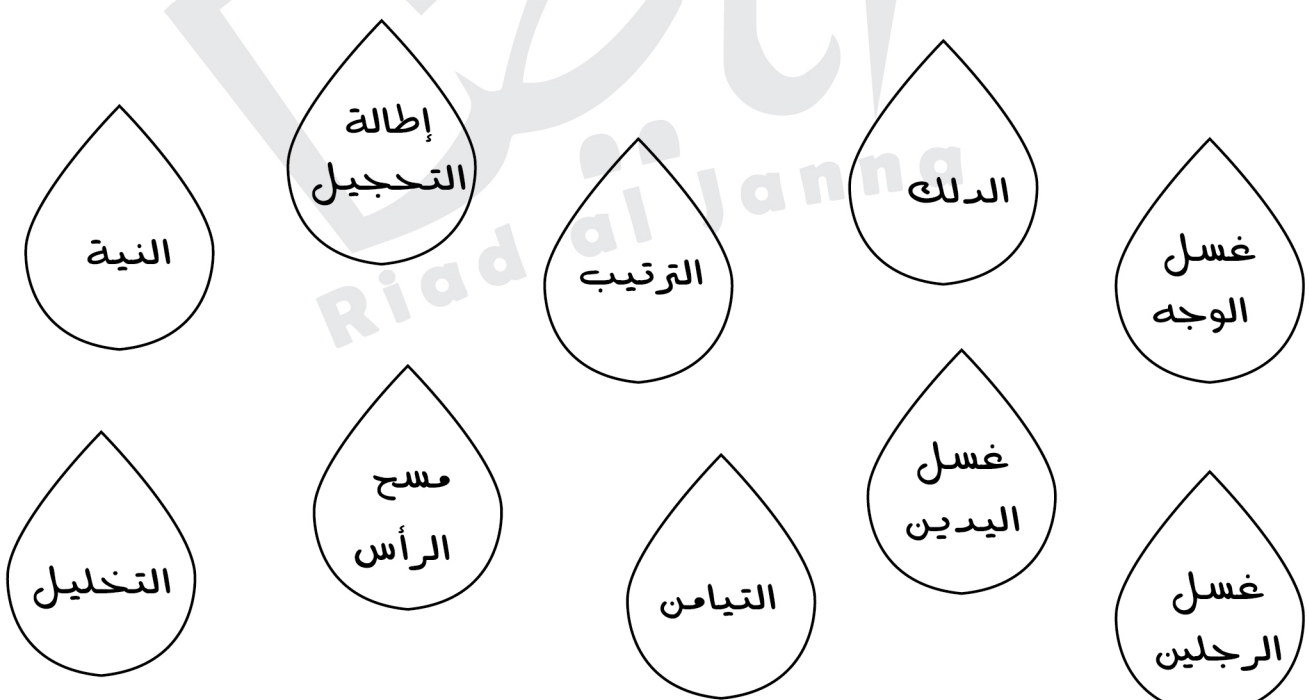 إطالة
التحجيل
الدلك
غسل
الوجه
الترتيب
النية
غسل
اليدين
مسح
الرأس
غسل
الرجلين
التيامن
التخليل
Riad al Janna